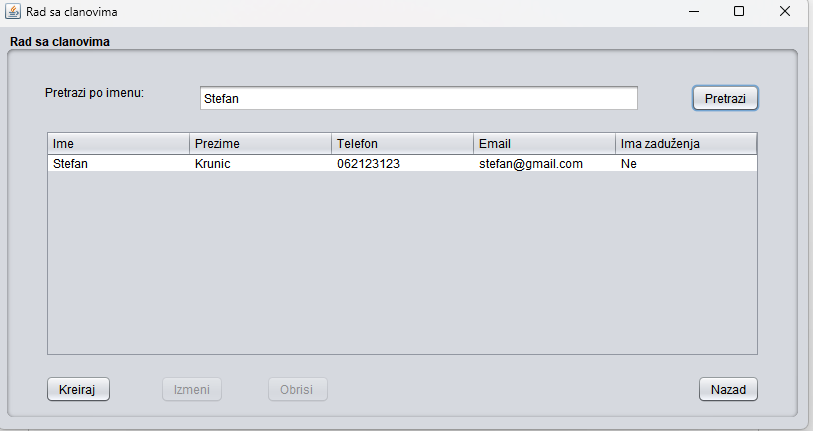 Rad sa clanovima
Rad sa clanovima
Pretrazi po imenu: Stefan Pretrazi
Ime Prezime Telefon Email Ima zaduženja
Stefan Krunic 062123123 stefan@gmail.com Ne
Kreiraj Izmeni Obrisi Nazad